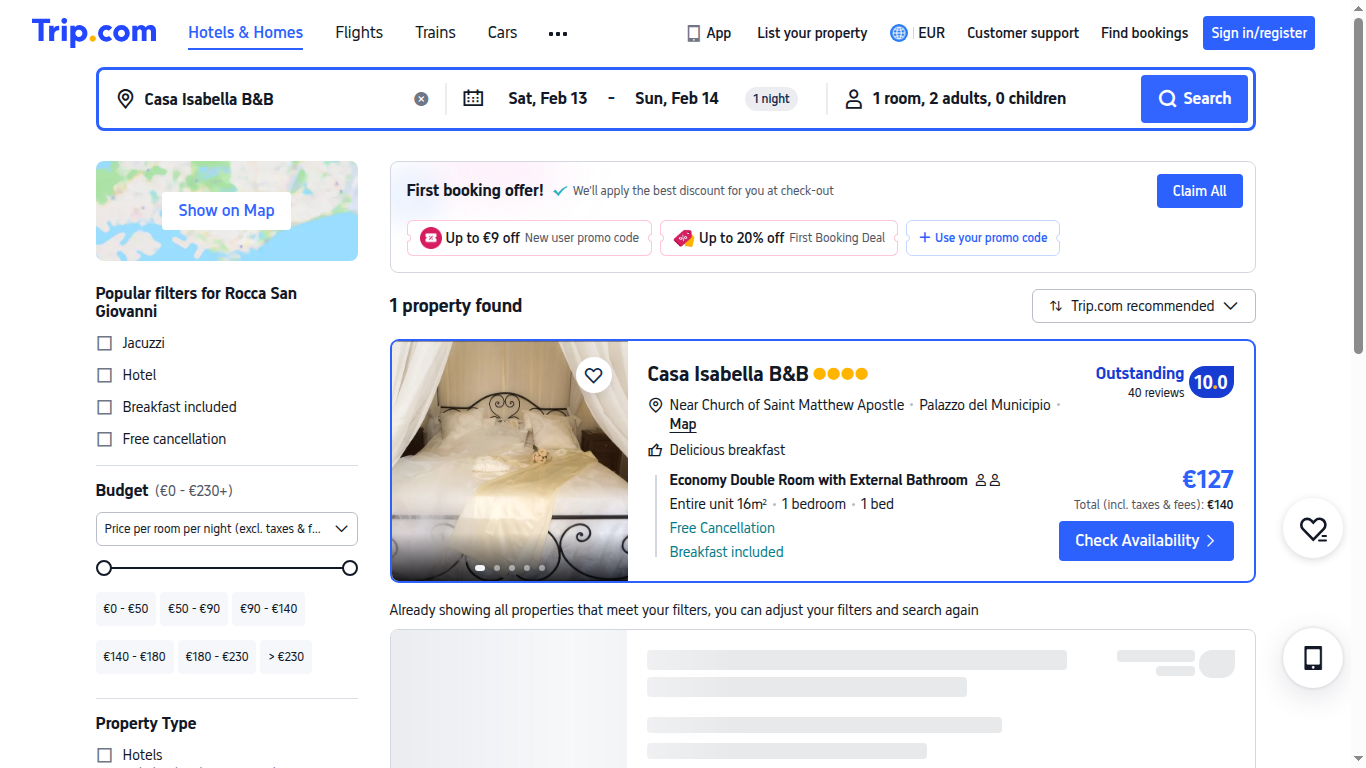 Trip.com
Hotels & Homes
Flights
Trains
Cars
App
List your property
EUR
Customer support
Find bookings
Sign in/register
Casa Isabella B&B
Sat, Feb 13 - Sun, Feb 14
1 night
1 room, 2 adults, 0 children
Search
Show on Map
Popular filters for Rocca San
Giovanni
Jacuzzi
Hotel
Breakfast included
Free cancellation
Budget (€0 - €230+)
Price per room per night (excl. taxes & f...
€0 - €50
€50 - €90
€90 - €140
€140 - €180
€180 - €230
> €230
Property Type
Hotels
First booking offer!
We'll apply the best discount for you at check-out
Claim All
Up to €9 off New user promo code
Up to 20% off First Booking Deal
+ Use your promo code
1 property found
Trip.com recommended
Casa Isabella B&B
Outstanding
40 reviews
10.0
Near Church of Saint Matthew Apostle • Palazzo del Municipio •
Map
Delicious breakfast
Economy Double Room with External Bathroom
Entire unit 16m² • 1 bedroom • 1 bed
Free Cancellation
Breakfast included
€127
Total (incl. taxes & fees): €140
Check Availability
Already showing all properties that meet your filters, you can adjust your filters and search again